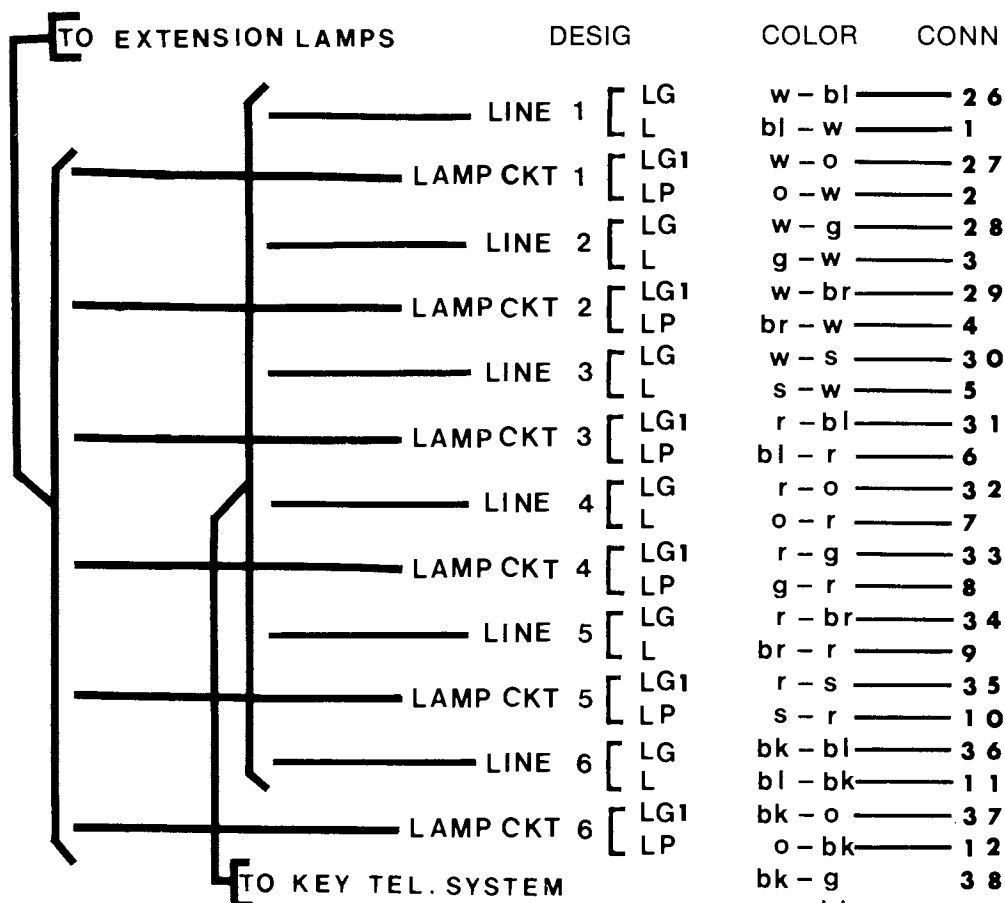 TO EXTENSION LAMPS DESIG COLOR CONN
LINE 1 LG w – bl 26
L bl – w 1
LAMP CKT 1 LG1 w – o 27
LP o – w 2
LINE 2 LG w – g 28
L g – w 3
LAMP CKT 2 LG1 w – br 29
LP br – w 4
LINE 3 LG w – s 30
L s – w 5
LAMP CKT 3 LG1 r – bl 31
LP bl – r 6
LINE 4 LG r – o 32
L o – r 7
LAMP CKT 4 LG1 r – g 33
LP g – r 8
LINE 5 LG r – br 34
L br – r 9
LAMP CKT 5 LG1 r – s 35
LP s – r 10
LINE 6 LG bk – bl 36
L bl – bk 11
LAMP CKT 6 LG1 bk – o 37
LP o – bk 12
TO KEY TEL. SYSTEM bk – g 38